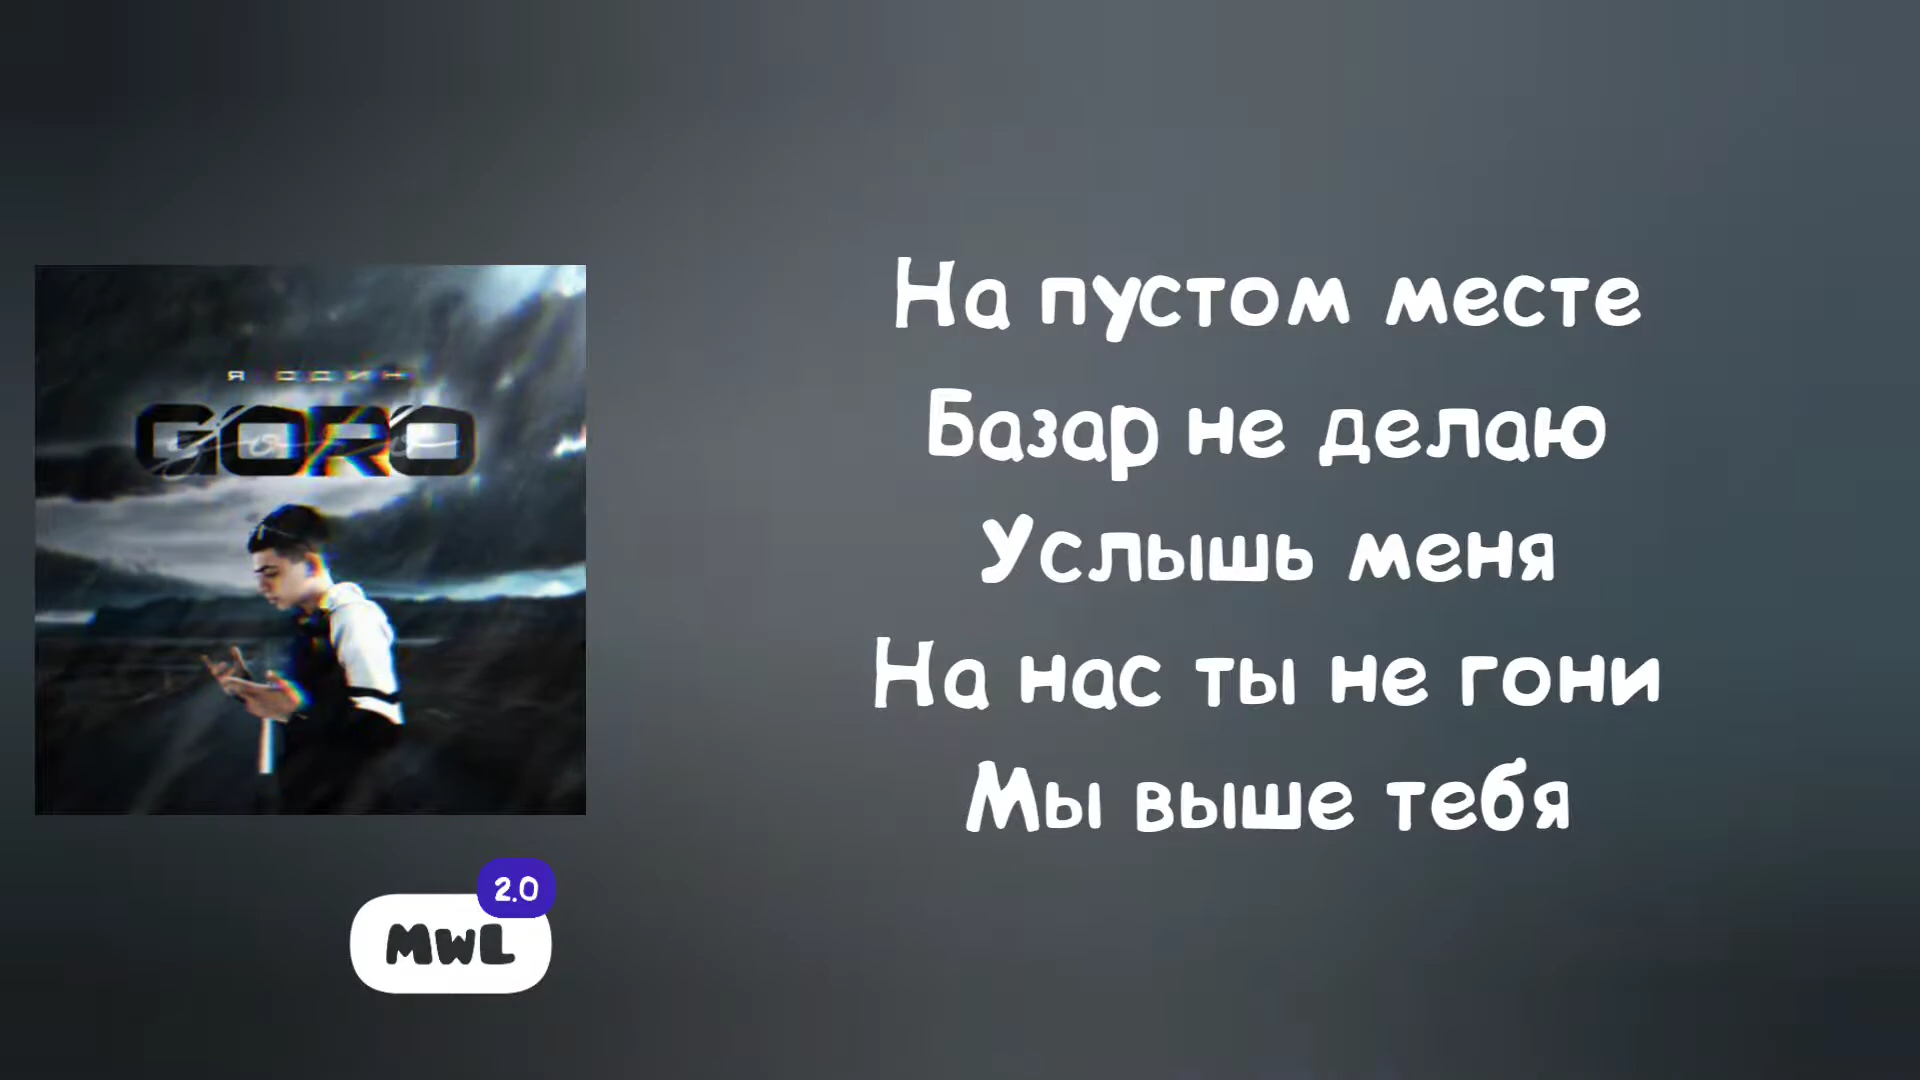 Я ОДИН
GORO
goro
2.0
MWL
На пустом месте
Базар не делаю
Услышь меня
На нас ты не гони
Мы выше тебя